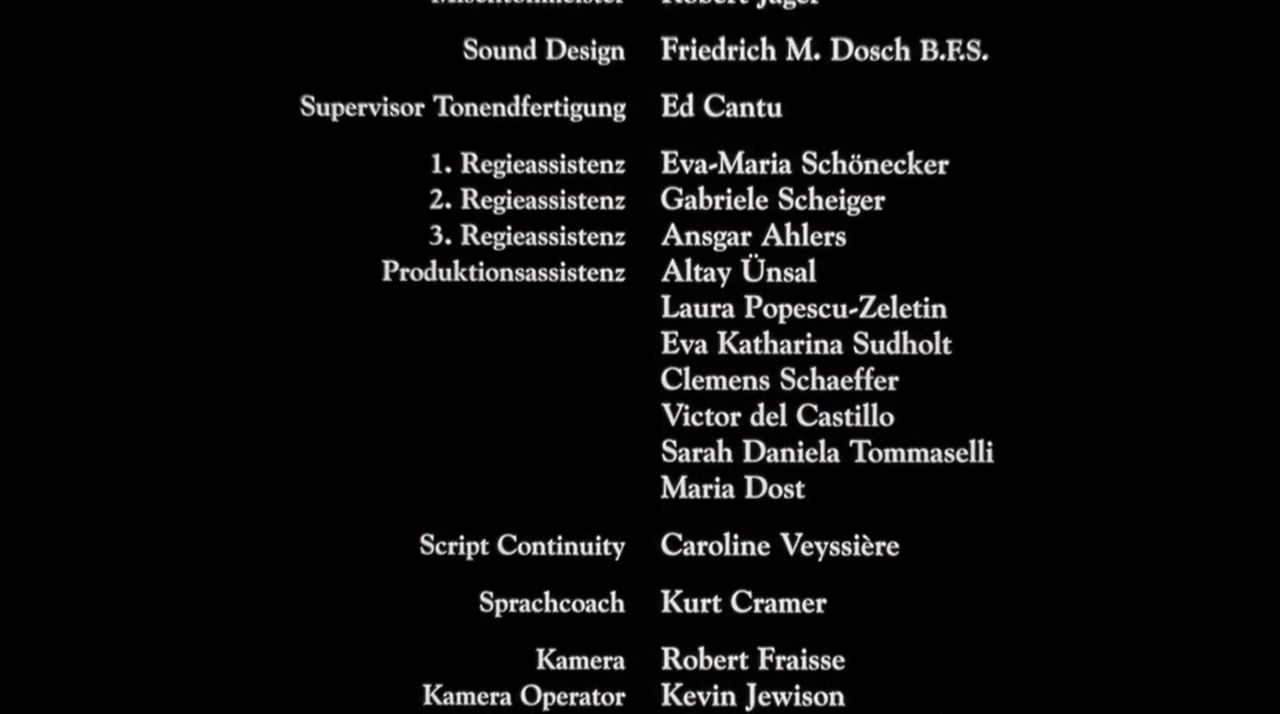 Mischtonmeister Robert Jäger
Sound Design Friedrich M. Dosch B.F.S.
Supervisor Tonendfertigung Ed Cantu
1. Regieassistenz Eva-Maria Schönecker
2. Regieassistenz Gabriele Scheiger
3. Regieassistenz Ansgar Ahlers
Produktionsassistenz Altay Ünsal
Laura Popescu-Zeletin
Eva Katharina Sudholt
Clemens Schaeffer
Victor del Castillo
Sarah Daniela Tommaselli
Maria Dost
Script Continuity Caroline Veyssière
Sprachcoach Kurt Cramer
Kamera Robert Fraisse
Kamera Operator Kevin Jewison